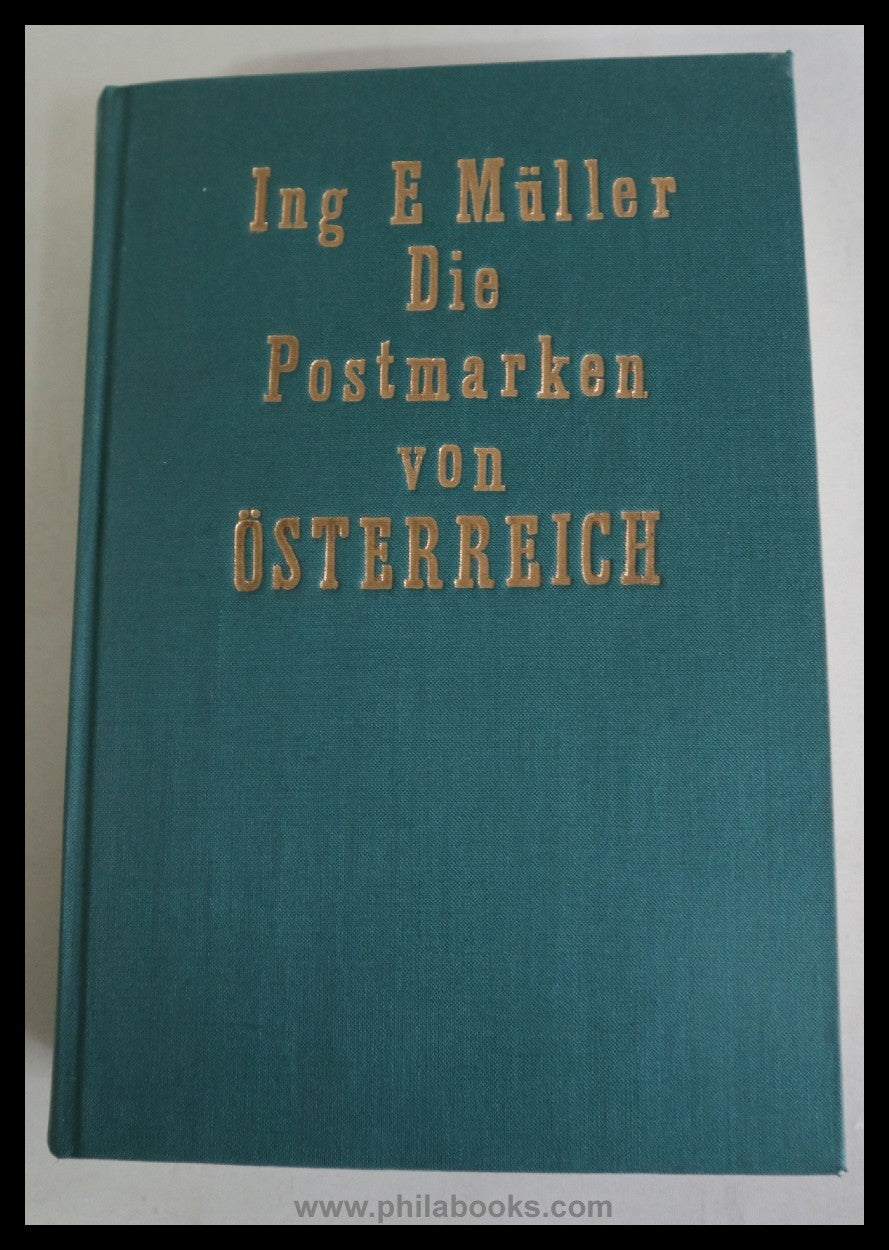 Ing E Müller
Die
Postmarken
von
ÖSTERREICH
www.philabooks.com